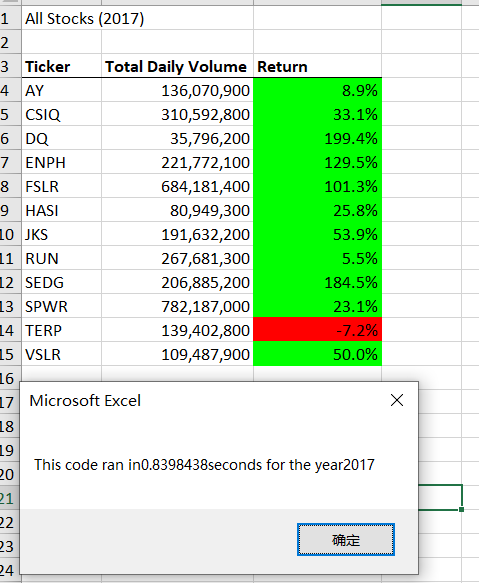 1 All Stocks (2017)
2
3 Ticker Total Daily Volume Return
4 AY 136,070,900 8.9%
5 CSIQ 310,592,800 33.1%
6 DQ 35,796,200 199.4%
7 ENPH 221,772,100 129.5%
8 FSLR 684,181,400 101.3%
9 HASI 80,949,300 25.8%
10 JKS 191,632,200 53.9%
11 RUN 267,681,300 5.5%
12 SEDG 206,885,200 184.5%
13 SPWR 782,187,000 23.1%
14 TERP 139,402,800 -7.2%
15 VSLR 109,487,900 50.0%
16
17 Microsoft Excel
18
19
20 This code ran in0.8398438seconds for the year2017
21
22
23 确定
24